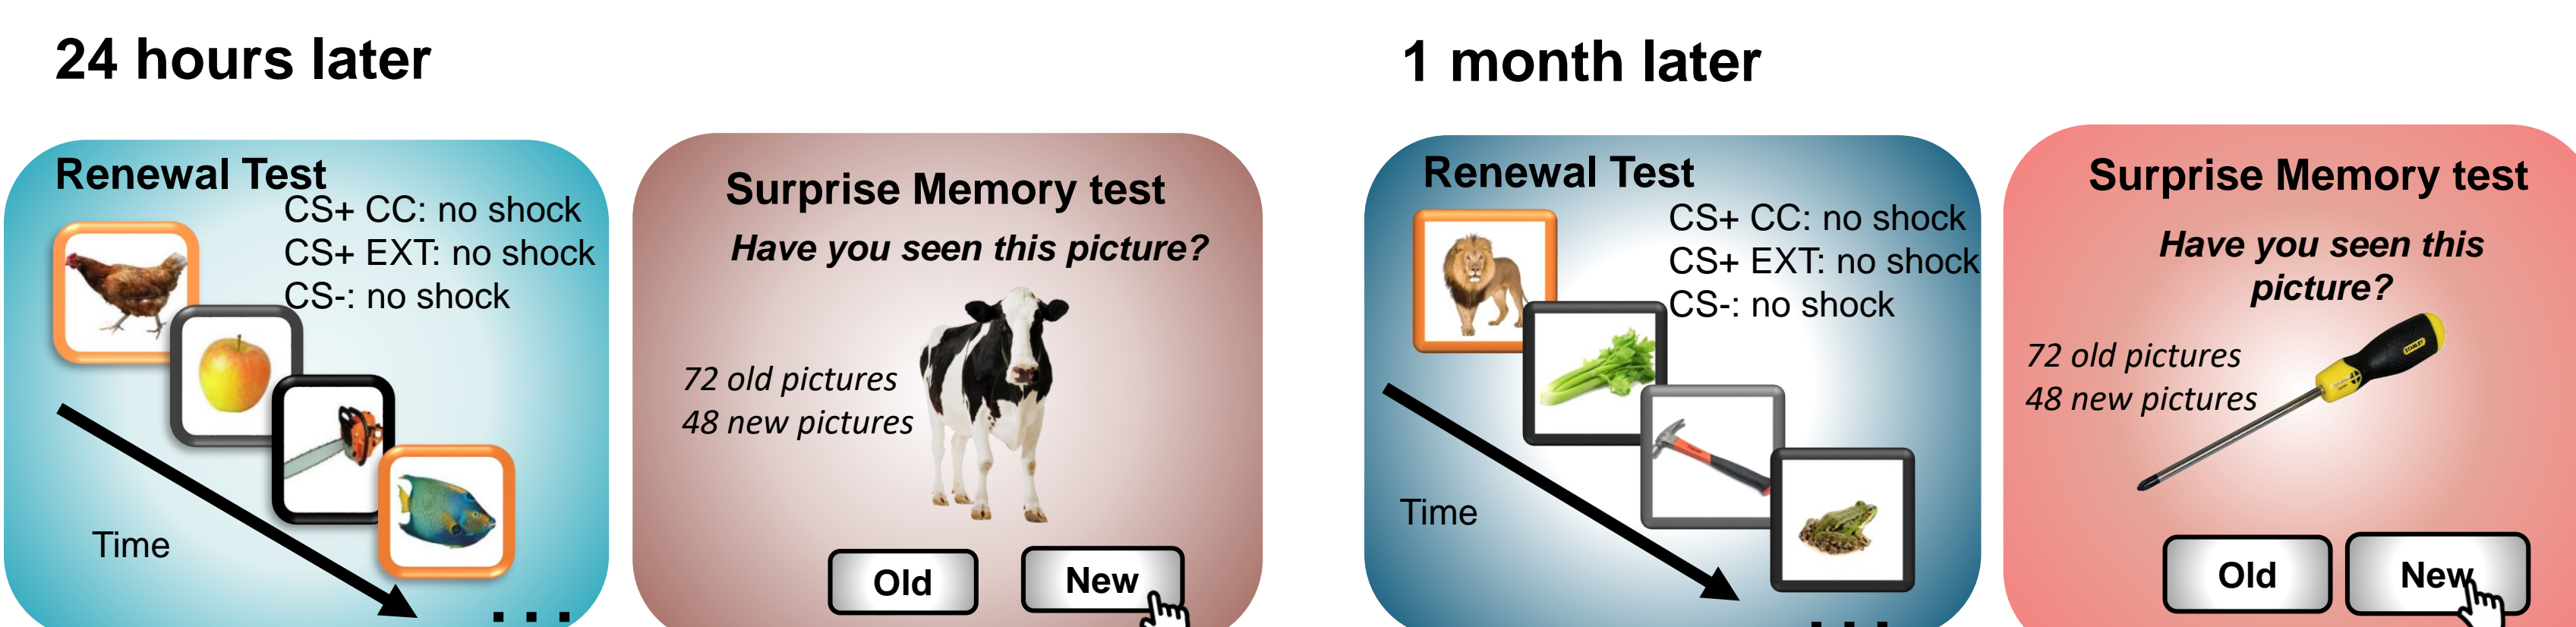 24 hours later
Renewal Test
CS+ CC: no shock
CS+ EXT: no shock
CS-: no shock
Time
. . .
Surprise Memory test
Have you seen this picture?
72 old pictures
48 new pictures
Old
New
1 month later
Renewal Test
CS+ CC: no shock
CS+ EXT: no shock
CS-: no shock
Time
. . .
Surprise Memory test
Have you seen this
picture?
72 old pictures
48 new pictures
STANLEY
Old
New